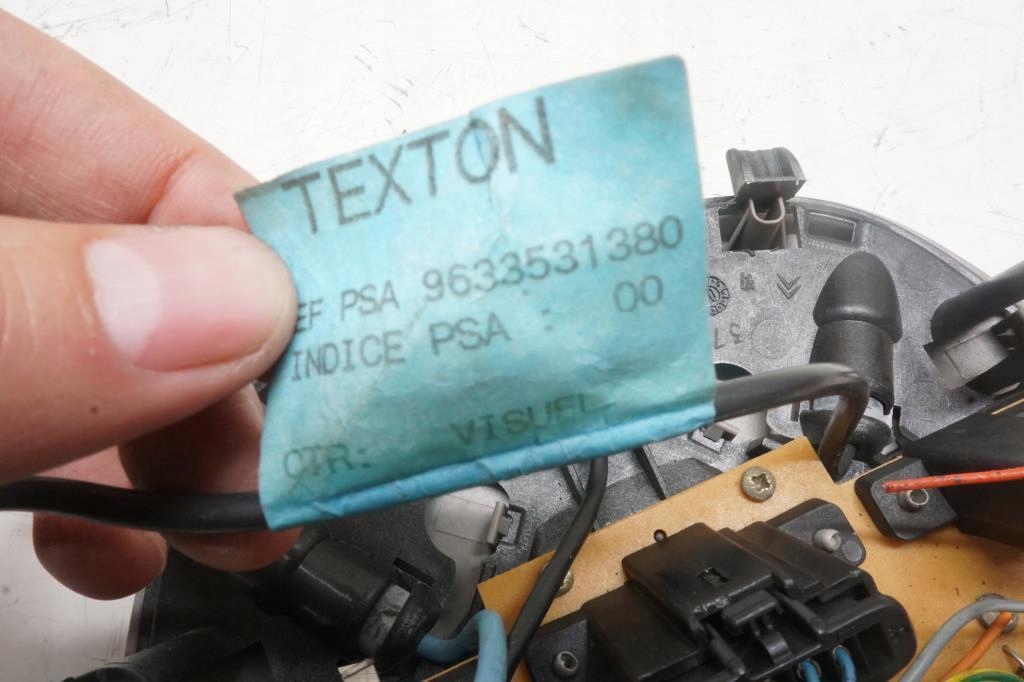 TEXTON
EF PSA 9633531380
INDICE PSA : 00
CTR: VISUEL